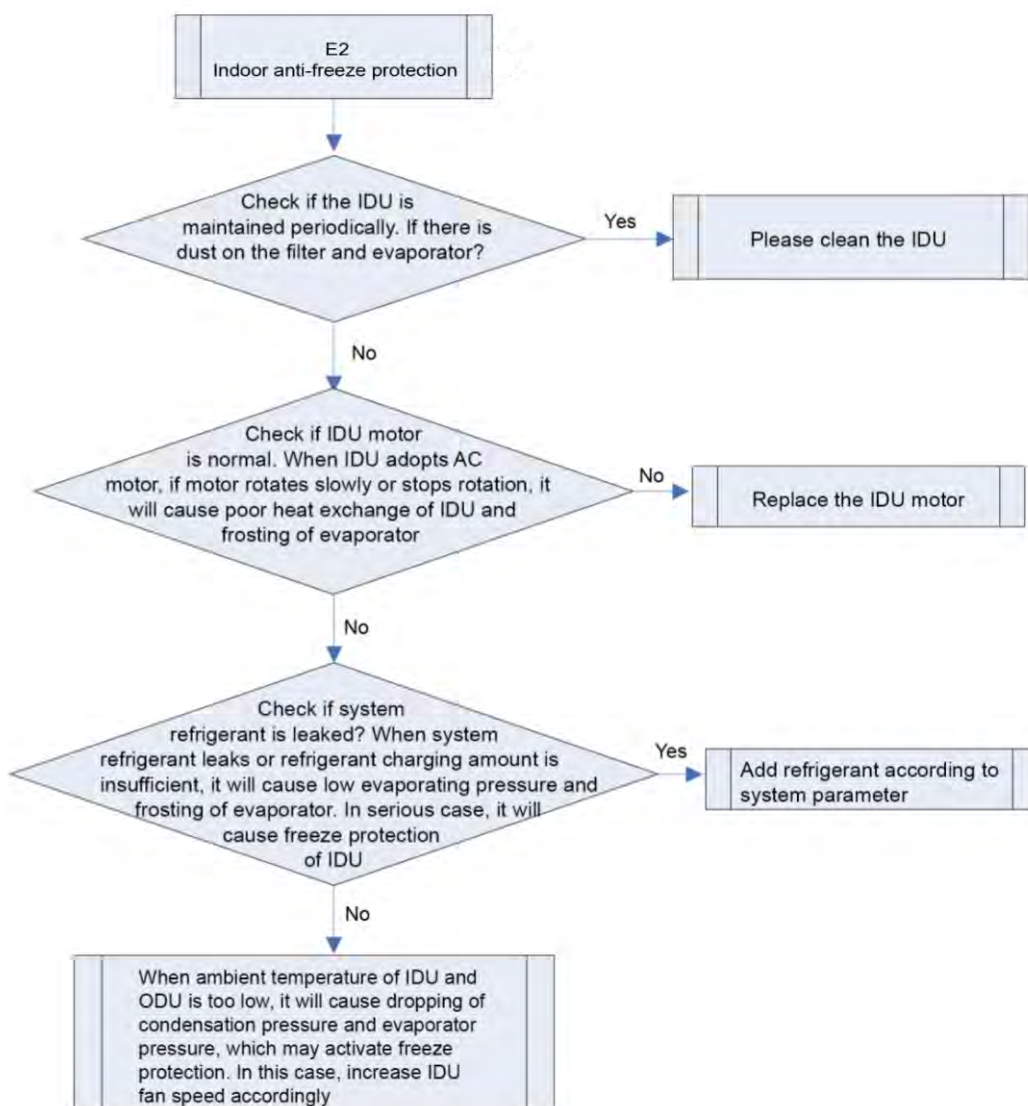 E2
Indoor anti-freeze protection
Check if the IDU is
maintained periodically. If there is
dust on the filter and evaporator?
Yes
Please clean the IDU
No
Check if IDU motor
is normal. When IDU adopts AC
motor, if motor rotates slowly or stops rotation, it
will cause poor heat exchange of IDU and
frosting of evaporator
No
Replace the IDU motor
No
Check if system
refrigerant is leaked? When system
refrigerant leaks or refrigerant charging amount is
insufficient, it will cause low evaporating pressure and
frosting of evaporator. In serious case, it will
cause freeze protection
of IDU
Yes
Add refrigerant according to
system parameter
No
When ambient temperature of IDU and
ODU is too low, it will cause dropping of
condensation pressure and evaporator
pressure, which may activate freeze
protection. In this case, increase IDU
fan speed accordingly